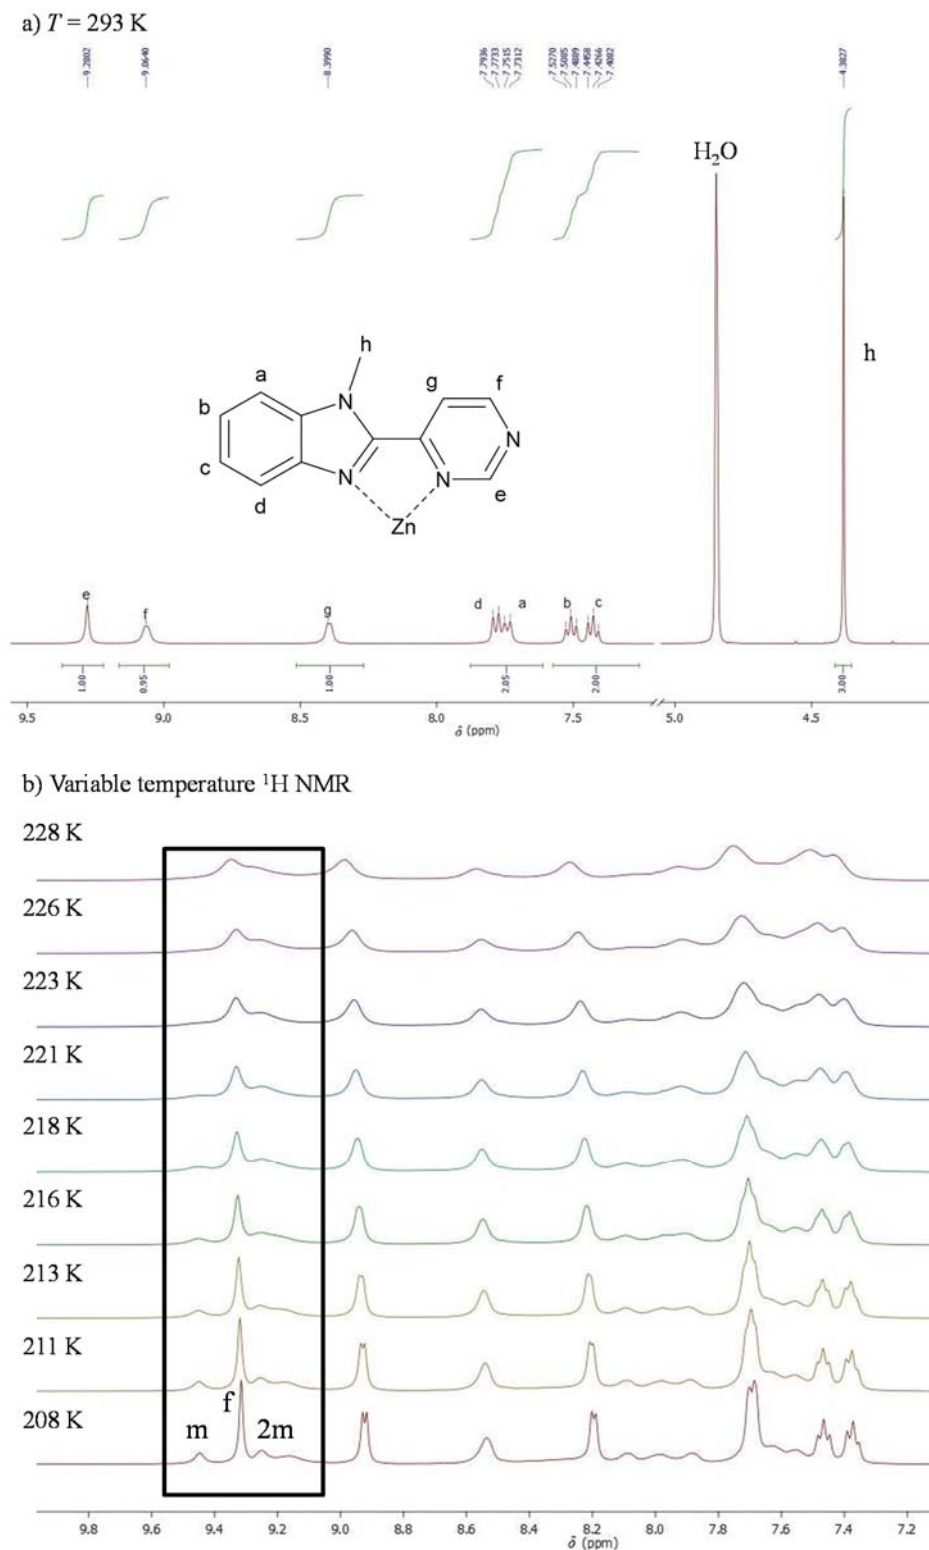 a) T = 293 K
9.2802
9.0640
8.3990
7.7936
7.7733
7.7515
7.7312
7.5270
7.5085
7.4889
7.4458
7.4266
7.4082
4.3827
H₂O
h
h
a
g
f
b
N
N
c
N
N
d
e
Zn
e
f
g
d
a
b
c
1.00
0.95
1.00
2.05
2.00
3.00
9.5 9.0 8.5 8.0 7.5 5.0 4.5
δ (ppm)
b) Variable temperature ¹H NMR
228 K
226 K
223 K
221 K
218 K
216 K
213 K
211 K
208 K
m
f
2m
9.8 9.6 9.4 9.2 9.0 8.8 8.6 8.4 8.2 8.0 7.8 7.6 7.4 7.2
δ (ppm)